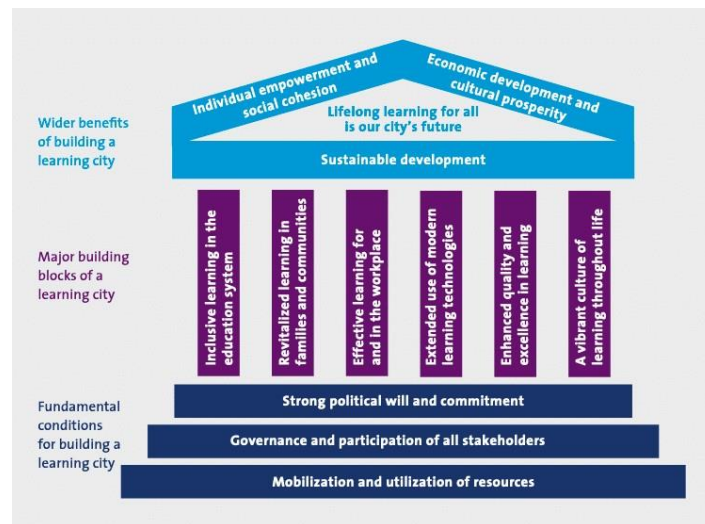 Individual empowerment and
social cohesion
Economic development and
cultural prosperity
Lifelong learning for all
is our city's future
Wider benefits
of building a
learning city
Sustainable development
Major building
blocks of a
learning city
Inclusive learning in the
education system
Revitalized learning in
families and communities
Effective learning for
and in the workplace
Extended use of modern
learning technologies
Enhanced quality and
excellence in learning
A vibrant culture of
learning throughout life
Fundamental
conditions
for building a
learning city
Strong political will and commitment
Governance and participation of all stakeholders
Mobilization and utilization of resources